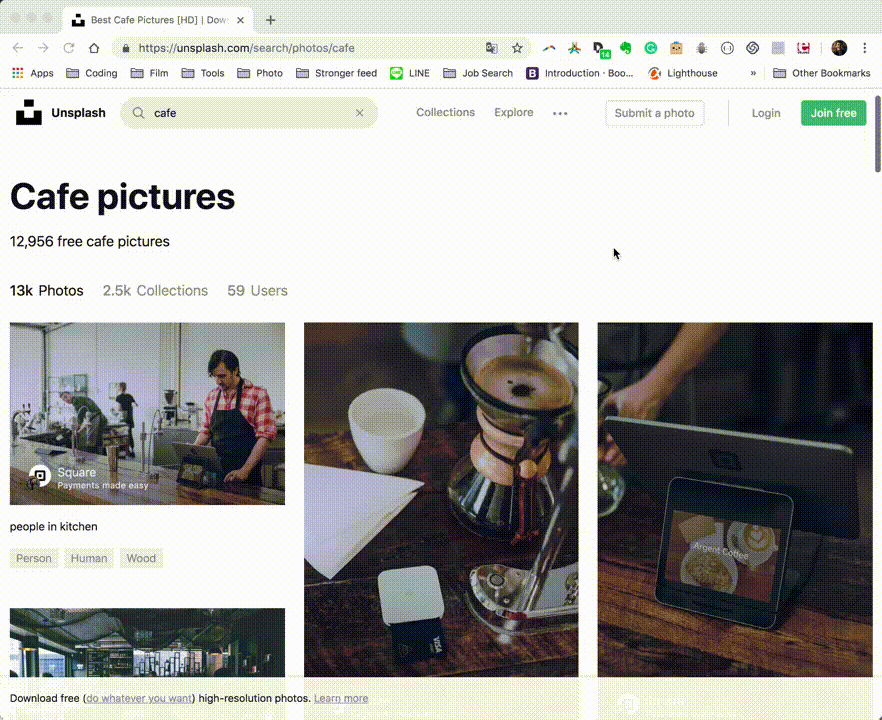 Best Cafe Pictures [HD] | Dow
https://unsplash.com/search/photos/cafe
14
Apps Coding Film Tools Photo Stronger feed LINE Job Search Introduction · Boo... Lighthouse » Other Bookmarks
Unsplash cafe Collections Explore ••• Submit a photo Login Join free
Cafe pictures
12,956 free cafe pictures
13k Photos 2.5k Collections 59 Users
Square
Payments made easy
Argent Coffee
VISA
people in kitchen
Person Human Wood
Download free (do whatever you want) high-resolution photos. Learn more